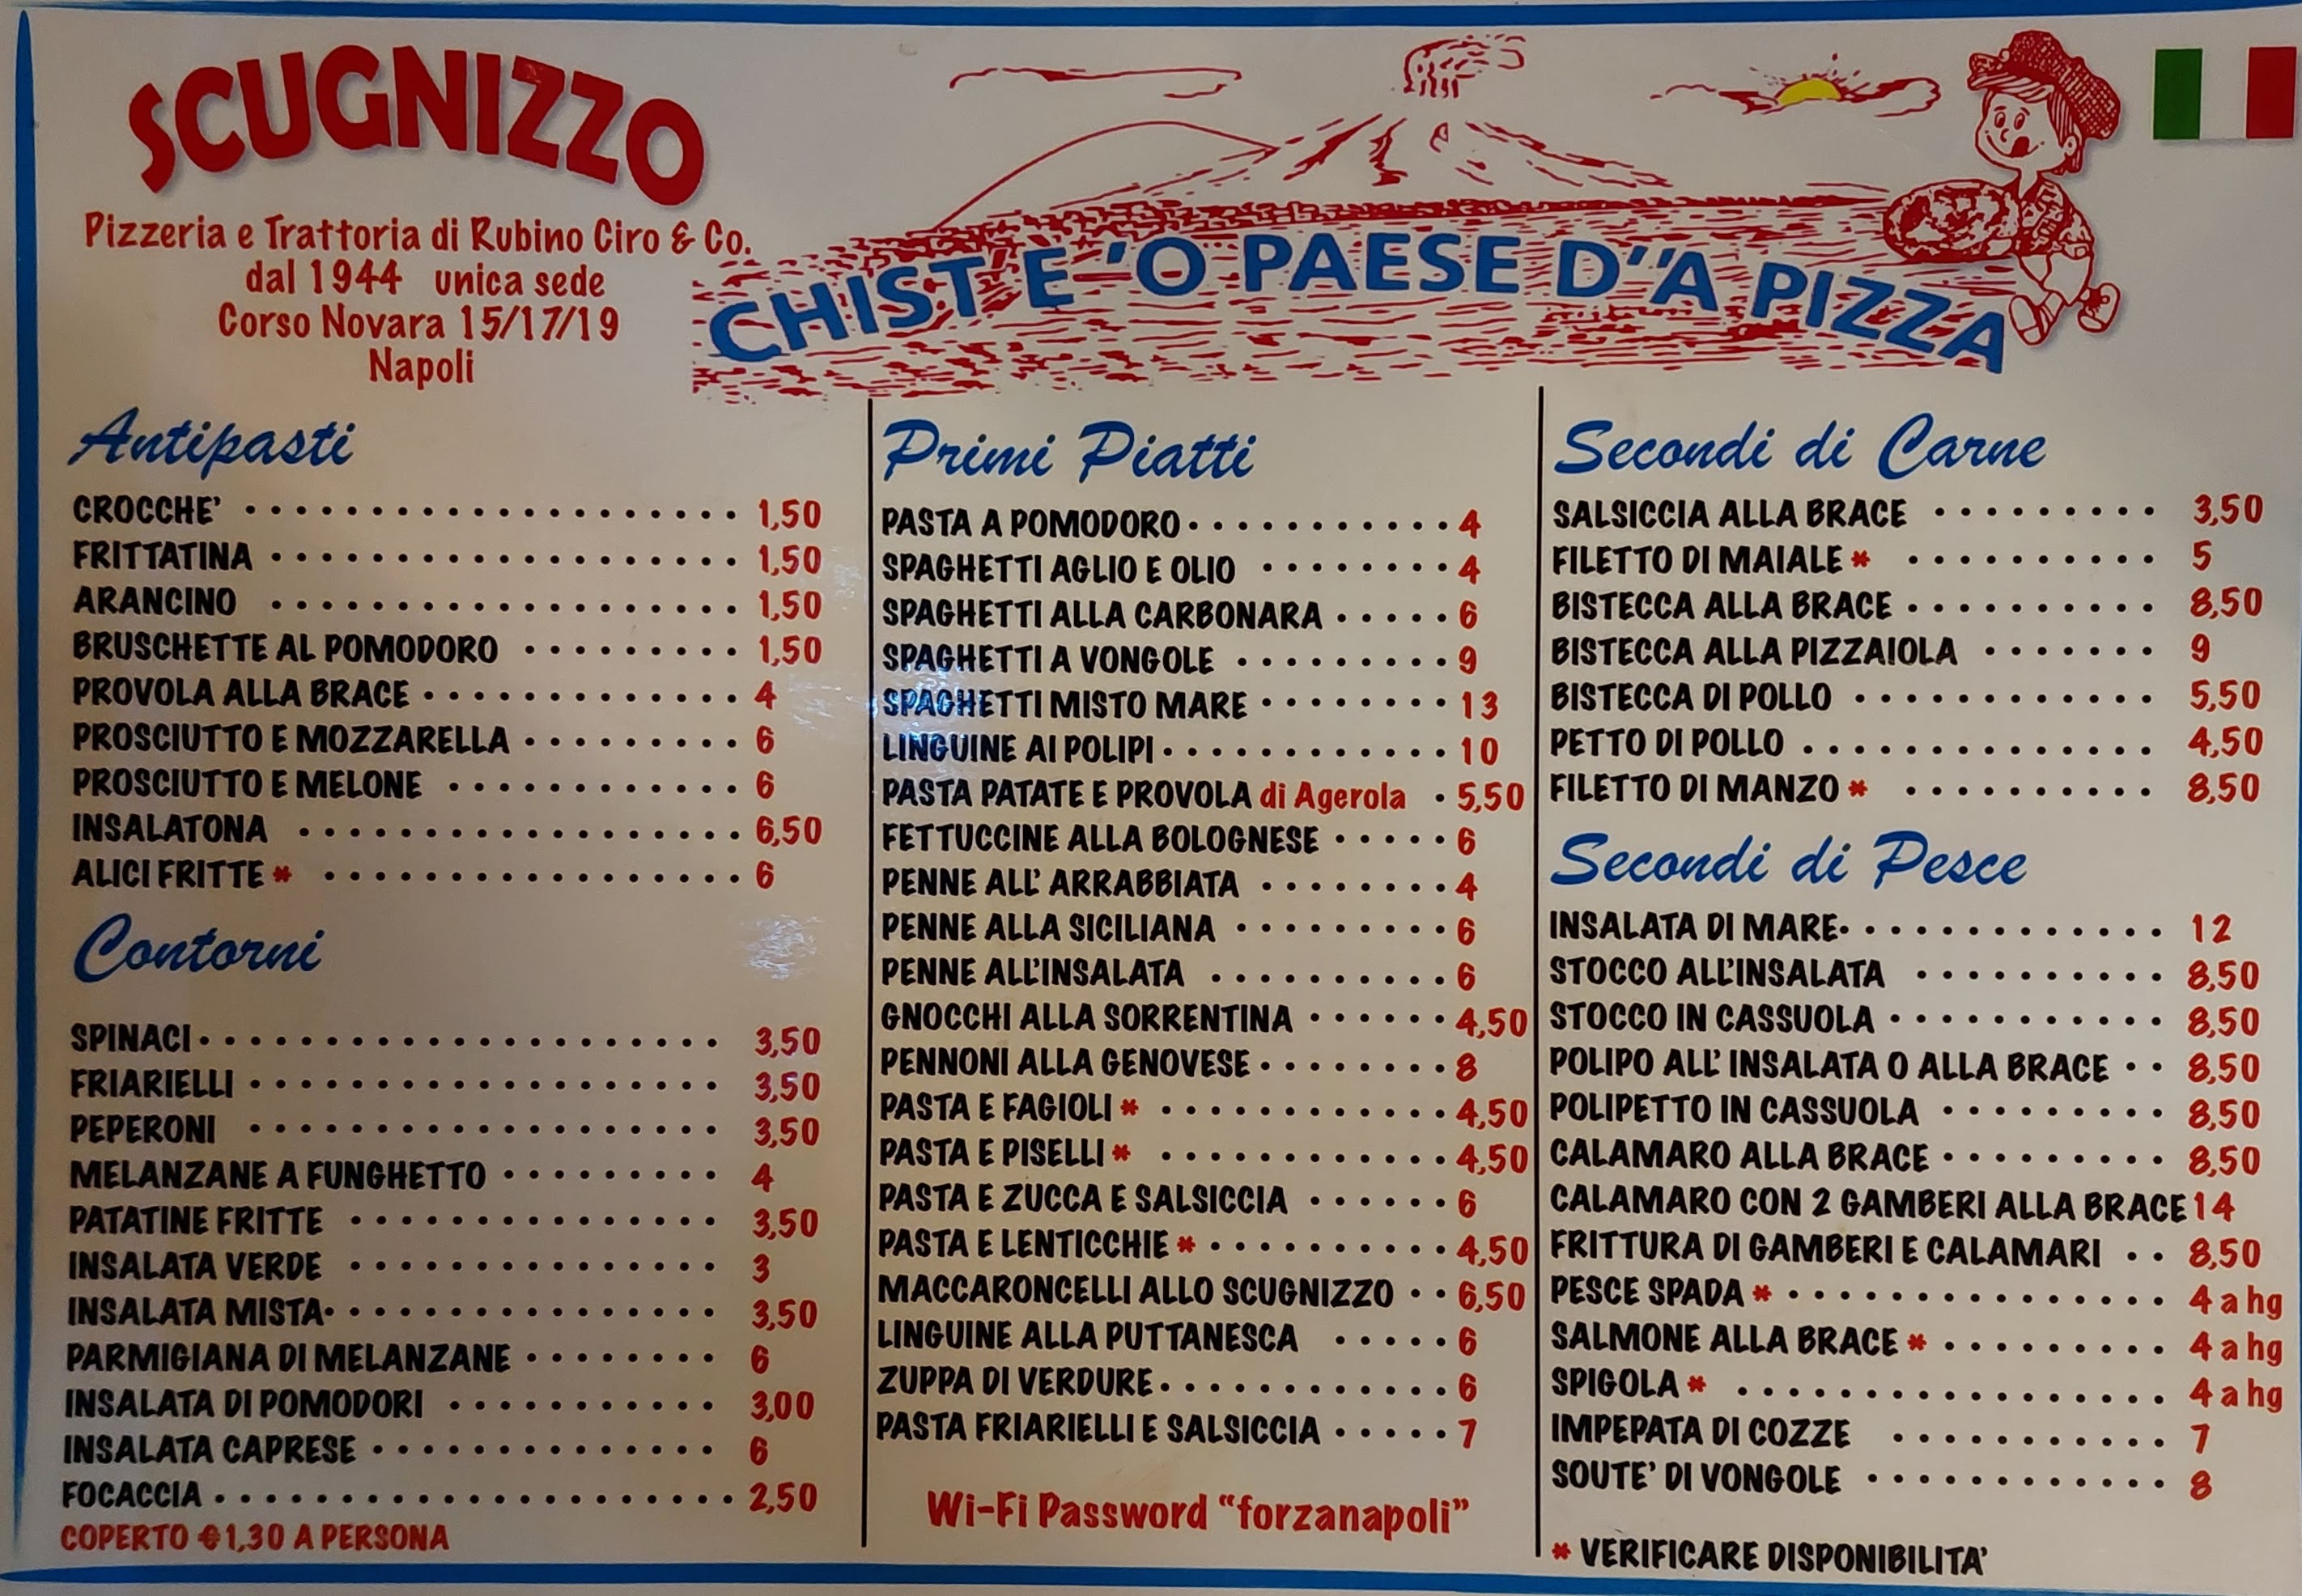 SCUGNIZZO
Pizzeria e Trattoria di Rubino Ciro & Co.
dal 1944 unica sede
Corso Novara 15/17/19
Napoli
CHIST' E 'O PAESE D''A PIZZA
Antipasti
CROCCHE' 1,50
FRITTATINA 1,50
ARANCINO 1,50
BRUSCHETTE AL POMODORO 1,50
PROVOLA ALLA BRACE 4
PROSCIUTTO E MOZZARELLA 6
PROSCIUTTO E MELONE 6
INSALATONA 6,50
ALICI FRITTE * 6
Contorni
SPINACI 3,50
FRIARIELLI 3,50
PEPERONI 3,50
MELANZANE A FUNGHETTO 4
PATATINE FRITTE 3,50
INSALATA VERDE 3
INSALATA MISTA 3,50
PARMIGIANA DI MELANZANE 6
INSALATA DI POMODORI 3,00
INSALATA CAPRESE 6
FOCACCIA 2,50
COPERTO €1,30 A PERSONA
Primi Piatti
PASTA A POMODORO 4
SPAGHETTI AGLIO E OLIO 4
SPAGHETTI ALLA CARBONARA 6
SPAGHETTI A VONGOLE 9
SPAGHETTI MISTO MARE 13
LINGUINE AI POLIPI 10
PASTA PATATE E PROVOLA di Agerola 5,50
FETTUCCINE ALLA BOLOGNESE 6
PENNE ALL' ARRABBIATA 4
PENNE ALLA SICILIANA 6
PENNE ALL'INSALATA 6
GNOCCHI ALLA SORRENTINA 4,50
PENNONI ALLA GENOVESE 8
PASTA E FAGIOLI * 4,50
PASTA E PISELLI * 4,50
PASTA E ZUCCA E SALSICCIA 6
PASTA E LENTICCHIE * 4,50
MACCARONCELLI ALLO SCUGNIZZO 6,50
LINGUINE ALLA PUTTANESCA 6
ZUPPA DI VERDURE 6
PASTA FRIARIELLI E SALSICCIA 7
Wi-Fi Password "forzanapoli"
Secondi di Carne
SALSICCIA ALLA BRACE 3,50
FILETTO DI MAIALE * 5
BISTECCA ALLA BRACE 8,50
BISTECCA ALLA PIZZAIOLA 9
BISTECCA DI POLLO 5,50
PETTO DI POLLO 4,50
FILETTO DI MANZO * 8,50
Secondi di Pesce
INSALATA DI MARE 12
STOCCO ALL'INSALATA 8,50
STOCCO IN CASSUOLA 8,50
POLIPO ALL' INSALATA O ALLA BRACE 8,50
POLIPETTO IN CASSUOLA 8,50
CALAMARO ALLA BRACE 8,50
CALAMARO CON 2 GAMBERI ALLA BRACE 14
FRITTURA DI GAMBERI E CALAMARI 8,50
PESCE SPADA * 4 a hg
SALMONE ALLA BRACE * 4 a hg
SPIGOLA * 4 a hg
IMPEPATA DI COZZE 7
SOUTE' DI VONGOLE 8
* VERIFICARE DISPONIBILITA'